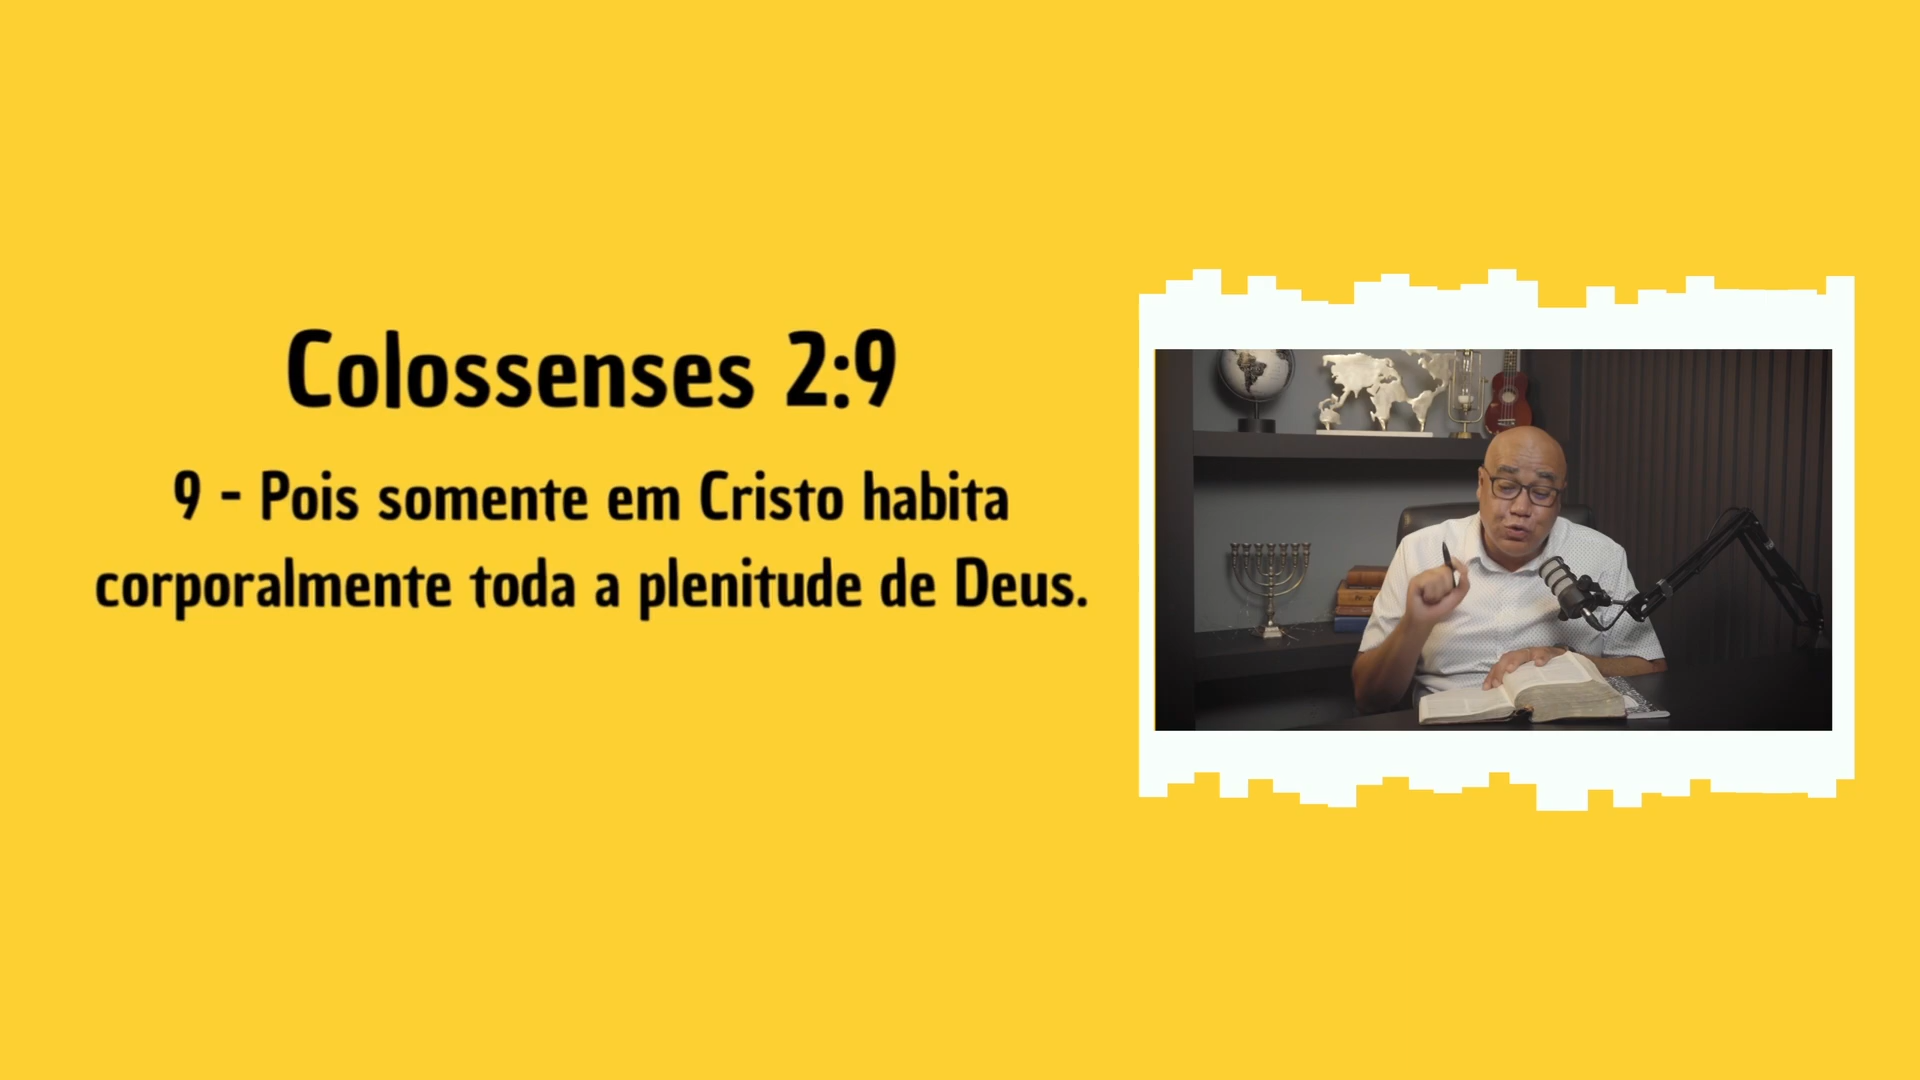 Colossenses 2:9
9 - Pois somente em Cristo habita
corporalmente toda a plenitude de Deus.